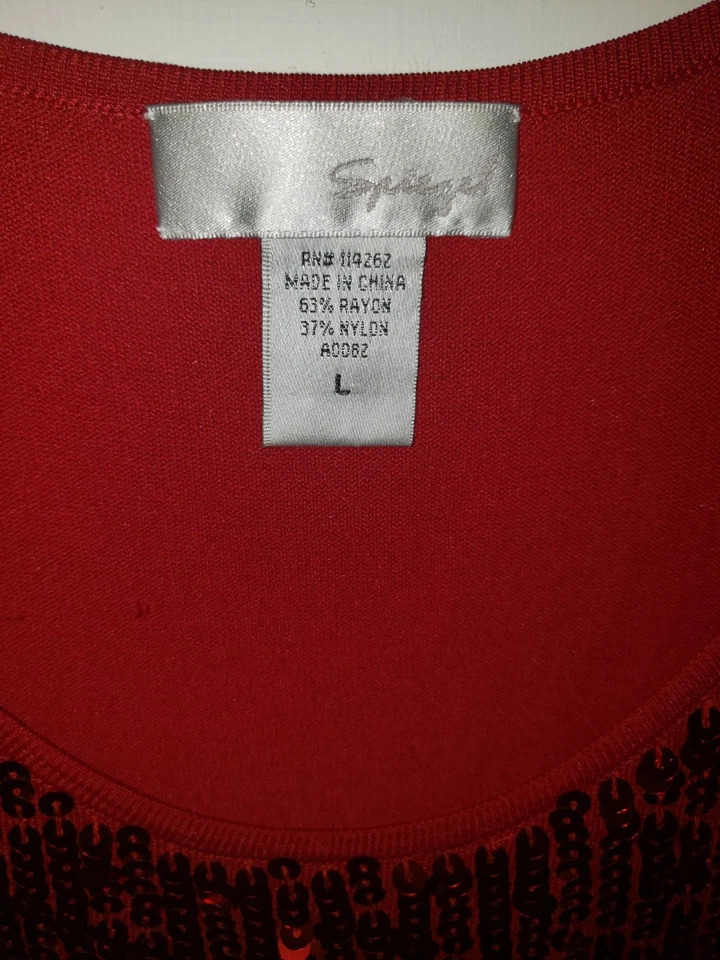 Spiegel
RN# 114262
MADE IN CHINA
63% RAYON
37% NYLON
A0082
L